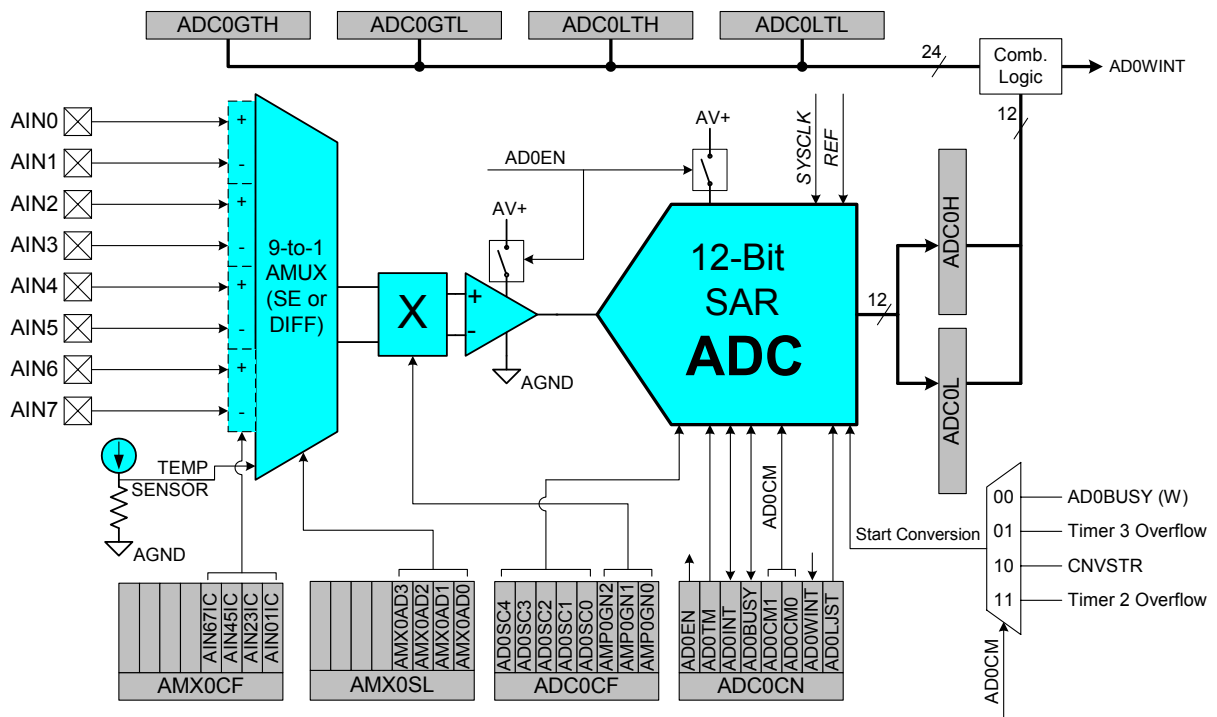 ADC0GTH
ADC0GTL
ADC0LTH
ADC0LTL
24
Comb.
Logic
AD0WINT
12
AIN0
AIN1
AIN2
AIN3
AIN4
AIN5
AIN6
AIN7
+
-
+
-
+
-
+
-
9-to-1
AMUX
(SE or
DIFF)
TEMP
SENSOR
AGND
X
+
-
AV+
AGND
AD0EN
AV+
SYSCLK
REF
12-Bit
SAR
ADC
12
ADC0H
ADC0L
AD0CM
Start Conversion
00
01
10
11
AD0BUSY (W)
Timer 3 Overflow
CNVSTR
Timer 2 Overflow
AD0CM
AIN67IC
AIN45IC
AIN23IC
AIN01IC
AMX0CF
AMX0AD3
AMX0AD2
AMX0AD1
AMX0AD0
AMX0SL
AD0SC4
AD0SC3
AD0SC2
AD0SC1
AD0SC0
AMP0GN2
AMP0GN1
AMP0GN0
ADC0CF
AD0EN
AD0TM
AD0INT
AD0BUSY
AD0CM1
AD0CM0
AD0WINT
AD0LJST
ADC0CN